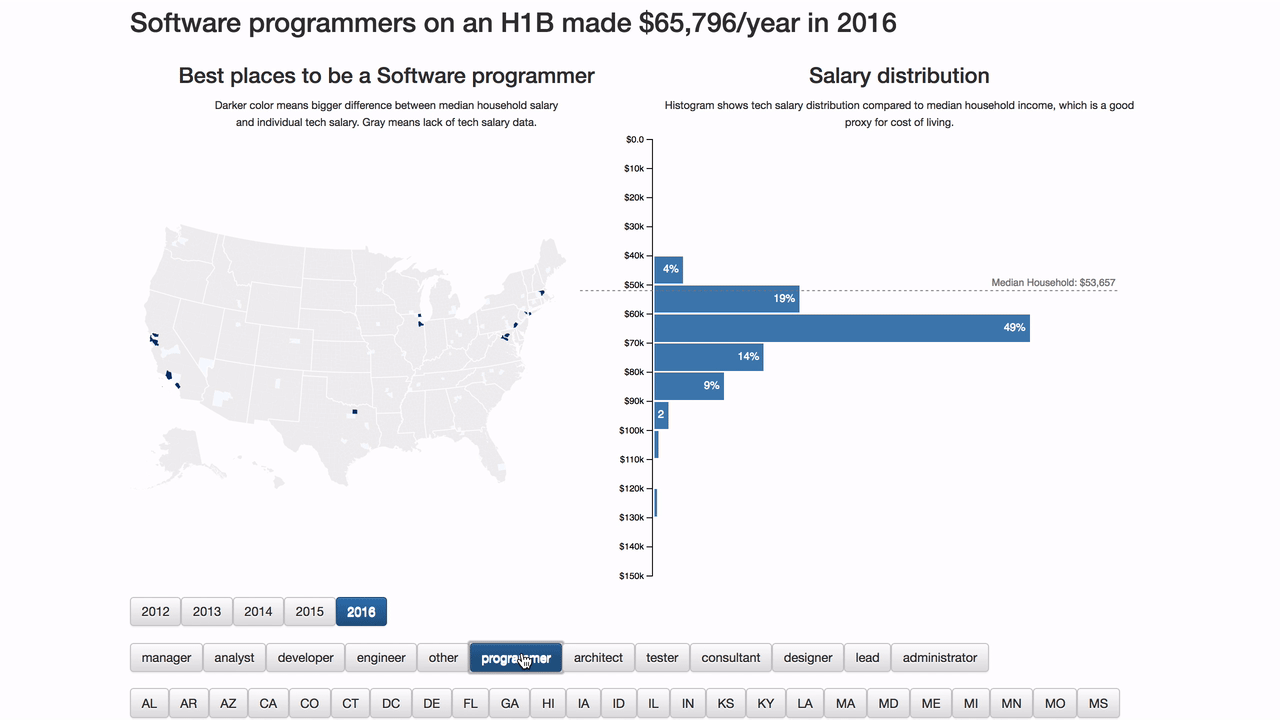 Software programmers on an H1B made $65,796/year in 2016
Best places to be a Software programmer
Darker color means bigger difference between median household salary
and individual tech salary. Gray means lack of tech salary data.
Salary distribution
Histogram shows tech salary distribution compared to median household income, which is a good
proxy for cost of living.
$0.0
$10k
$20k
$30k
$40k
4%
$50k
Median Household: $53,657
19%
$60k
49%
$70k
14%
$80k
9%
$90k
2
$100k
$110k
$120k
$130k
$140k
$150k
2012 2013 2014 2015 2016
manager analyst developer engineer other programmer architect tester consultant designer lead administrator
AL AR AZ CA CO CT DC DE FL GA HI IA ID IL IN KS KY LA MA MD ME MI MN MO MS